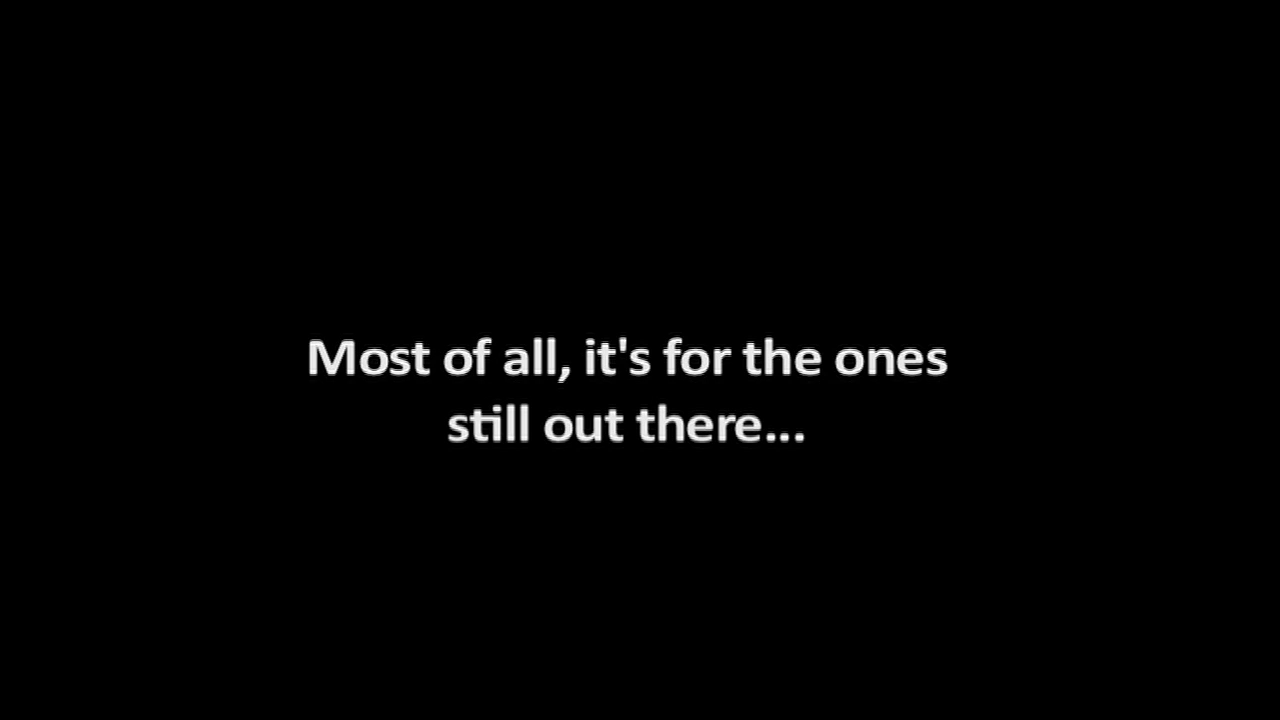 Most of all, it's for the ones
still out there...